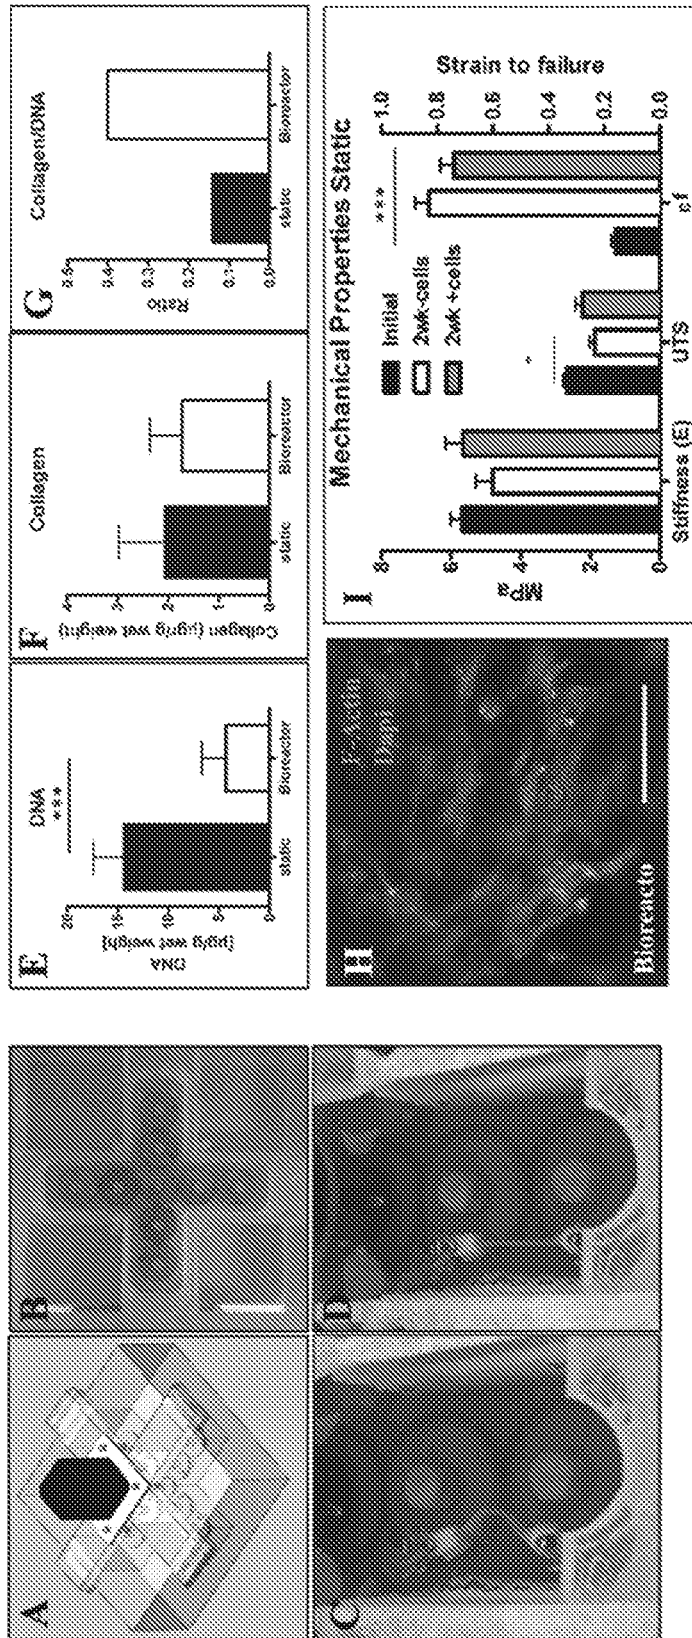 A
B
C
D
E
DNA
***
DNA
[µg/g wet weight]
20
15
10
5
0
static
Bioreactor
F
Collagen
Collagen (µg/g wet weight)
4
3
2
1
0
static
Bioreactor
G
Collagen/DNA
Ratio
0.5
0.4
0.3
0.2
0.1
0.0
static
Bioreactor
H
F-Actin
Bioreacto
I
Mechanical Properties Static
MPa
8
6
4
2
0
Initial
2wk-cells
2wk +cells
*
***
Strain to failure
1.0
0.8
0.6
0.4
0.2
0.0
Stiffness (E)
UTS